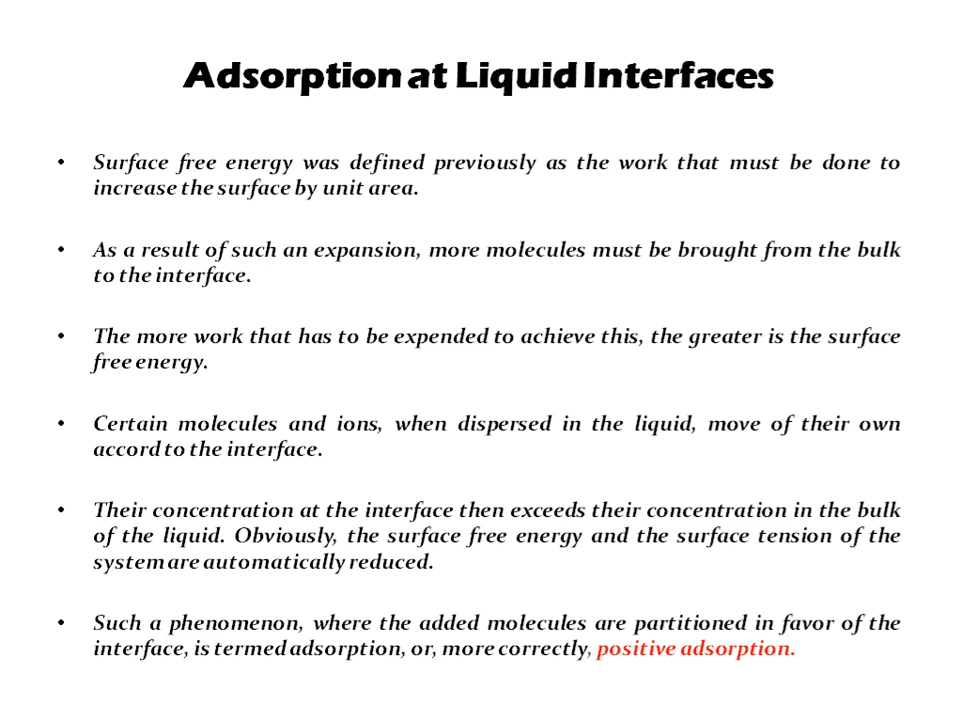 Adsorption at Liquid Interfaces
• Surface free energy was defined previously as the work that must be done to
increase the surface by unit area.
• As a result of such an expansion, more molecules must be brought from the bulk
to the interface.
• The more work that has to be expended to achieve this, the greater is the surface
free energy.
• Certain molecules and ions, when dispersed in the liquid, move of their own
accord to the interface.
• Their concentration at the interface then exceeds their concentration in the bulk
of the liquid. Obviously, the surface free energy and the surface tension of the
system are automatically reduced.
• Such a phenomenon, where the added molecules are partitioned in favor of the
interface, is termed adsorption, or, more correctly, positive adsorption.